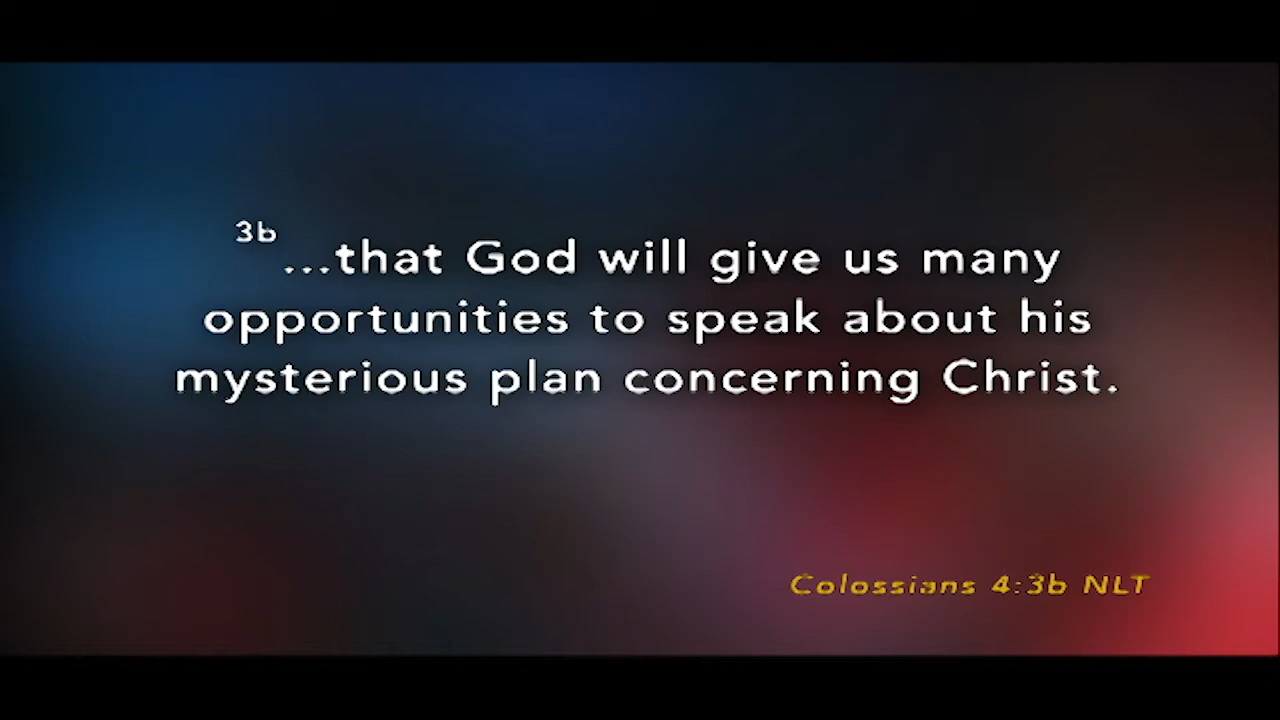 3b ...that God will give us many
opportunities to speak about his
mysterious plan concerning Christ.
Colossians 4:3b NLT